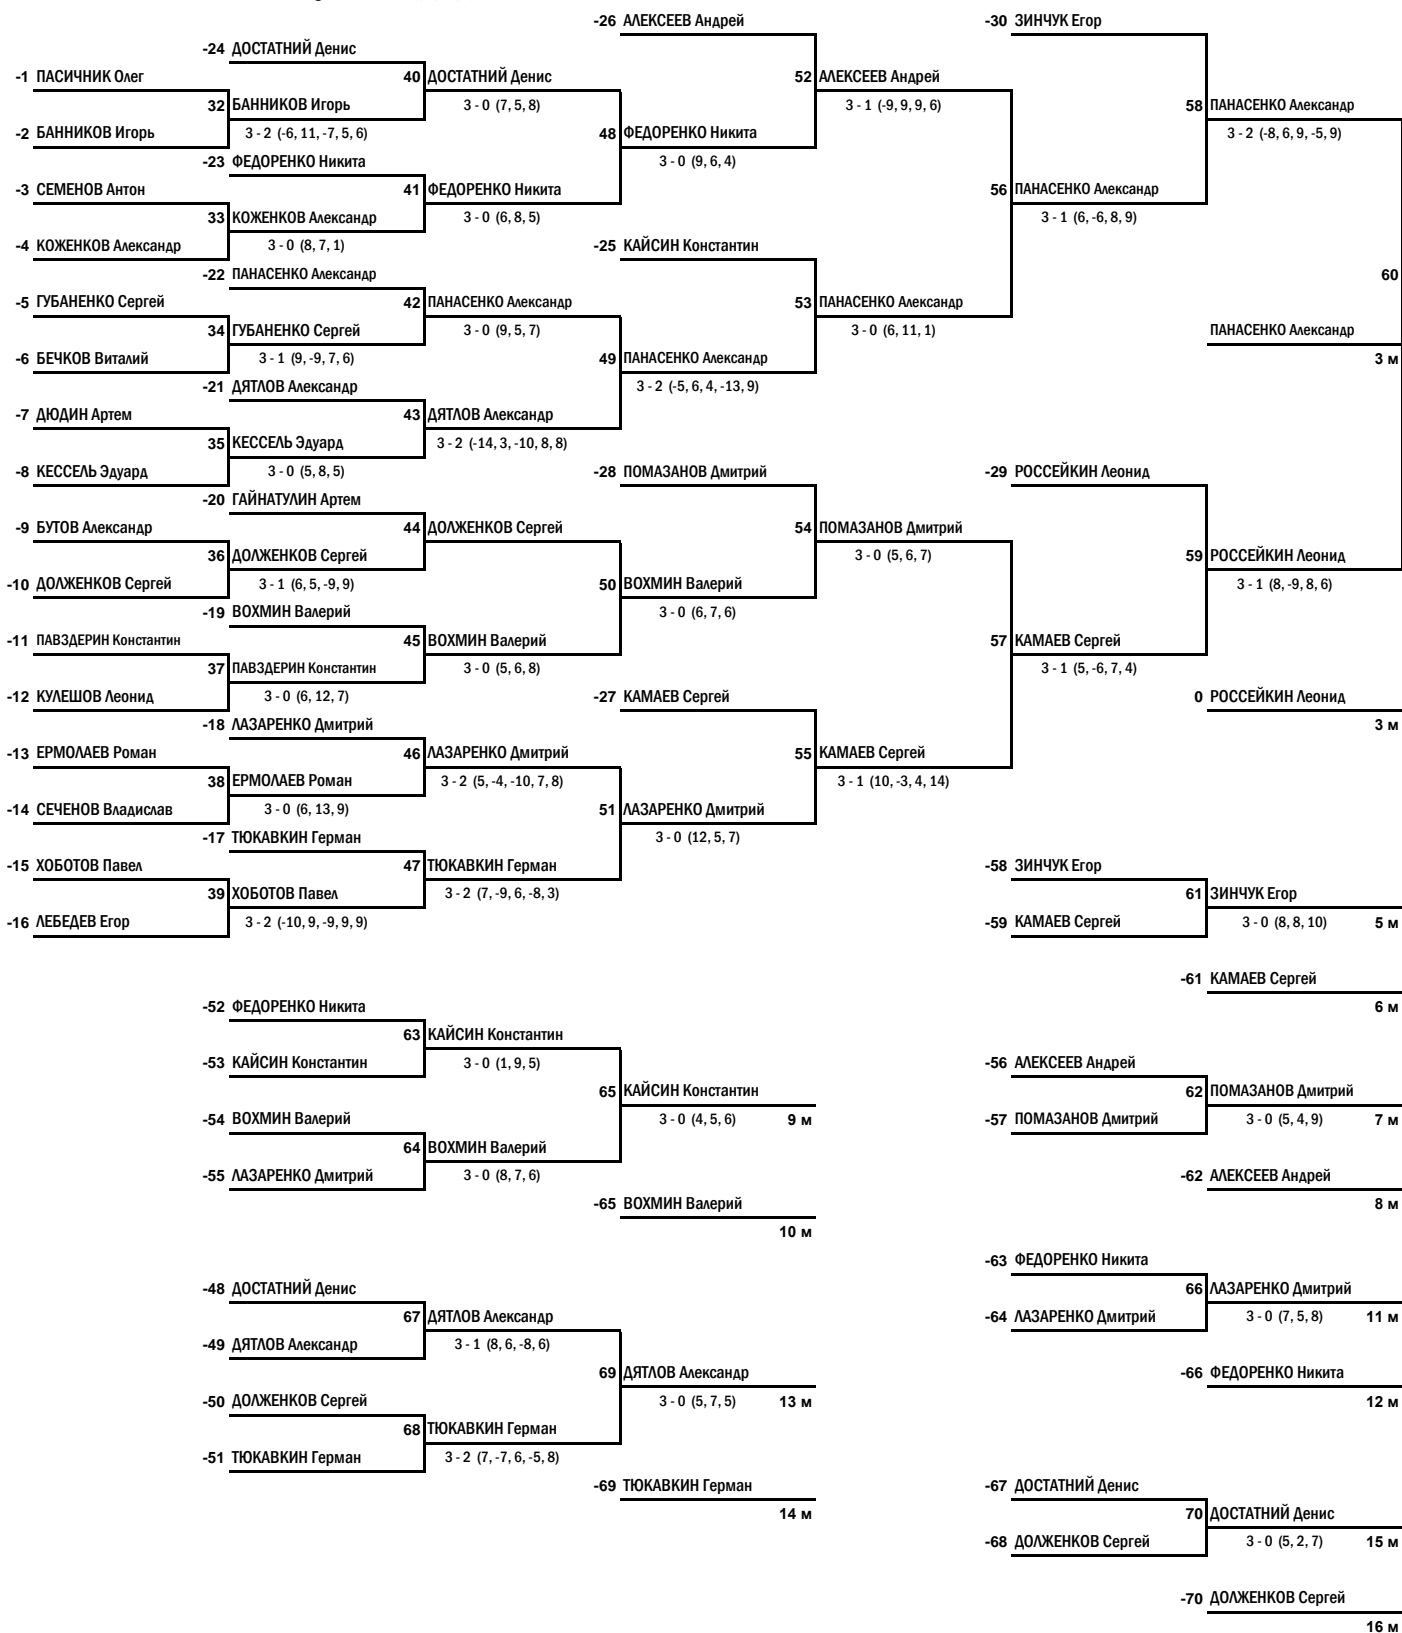 -26 АЛЕКСЕЕВ Андрей
-30 ЗИНЧУК Егор
-24 ДОСТАТНИЙ Денис
-1 ПАСИЧНИК Олег
40 ДОСТАТНИЙ Денис
52 АЛЕКСЕЕВ Андрей
32 БАННИКОВ Игорь
3 - 0 (7, 5, 8)
3 - 1 (-9, 9, 9, 6)
58 ПАНАСЕНКО Александр
-2 БАННИКОВ Игорь
3 - 2 (-6, 11, -7, 5, 6)
48 ФЕДОРЕНКО Никита
3 - 2 (-8, 6, 9, -5, 9)
-23 ФЕДОРЕНКО Никита
3 - 0 (9, 6, 4)
-3 СЕМЕНОВ Антон
41 ФЕДОРЕНКО Никита
56 ПАНАСЕНКО Александр
33 КОЖЕНКОВ Александр
3 - 0 (6, 8, 5)
3 - 1 (6, -6, 8, 9)
-4 КОЖЕНКОВ Александр
3 - 0 (8, 7, 1)
-25 КАЙСИН Константин
-22 ПАНАСЕНКО Александр
60
-5 ГУБАНЕНКО Сергей
42 ПАНАСЕНКО Александр
53 ПАНАСЕНКО Александр
34 ГУБАНЕНКО Сергей
3 - 0 (9, 5, 7)
3 - 0 (6, 11, 1)
ПАНАСЕНКО Александр
-6 БЕЧКОВ Виталий
3 - 1 (9, -9, 7, 6)
49 ПАНАСЕНКО Александр
3 м
-21 ДЯТЛОВ Александр
3 - 2 (-5, 6, 4, -13, 9)
-7 ДЮДИН Артем
43 ДЯТЛОВ Александр
35 КЕССЕЛЬ Эдуард
3 - 2 (-14, 3, -10, 8, 8)
-8 КЕССЕЛЬ Эдуард
3 - 0 (5, 8, 5)
-28 ПОМАЗАНОВ Дмитрий
-29 РОССЕЙКИН Леонид
-20 ГАЙНАТУЛИН Артем
-9 БУТОВ Александр
44 ДОЛЖЕНКОВ Сергей
54 ПОМАЗАНОВ Дмитрий
36 ДОЛЖЕНКОВ Сергей
3 - 0 (5, 6, 7)
59 РОССЕЙКИН Леонид
-10 ДОЛЖЕНКОВ Сергей
3 - 1 (6, 5, -9, 9)
50 ВОХМИН Валерий
3 - 1 (8, -9, 8, 6)
-19 ВОХМИН Валерий
3 - 0 (6, 7, 6)
-11 ПАВЗДЕРИН Константин
45 ВОХМИН Валерий
57 КАМАЕВ Сергей
37 ПАВЗДЕРИН Константин
3 - 0 (5, 6, 8)
3 - 1 (5, -6, 7, 4)
-12 КУЛЕШОВ Леонид
3 - 0 (6, 12, 7)
-27 КАМАЕВ Сергей
0 РОССЕЙКИН Леонид
-18 ЛАЗАРЕНКО Дмитрий
3 м
-13 ЕРМОЛАЕВ Роман
46 ЛАЗАРЕНКО Дмитрий
55 КАМАЕВ Сергей
38 ЕРМОЛАЕВ Роман
3 - 2 (5, -4, -10, 7, 8)
3 - 1 (10, -3, 4, 14)
-14 СЕЧЕНОВ Владислав
3 - 0 (6, 13, 9)
51 ЛАЗАРЕНКО Дмитрий
-17 ТЮКАВКИН Герман
3 - 0 (12, 5, 7)
-15 ХОБОТОВ Павел
47 ТЮКАВКИН Герман
-58 ЗИНЧУК Егор
39 ХОБОТОВ Павел
3 - 2 (7, -9, 6, -8, 3)
61 ЗИНЧУК Егор
-16 ЛЕБЕДЕВ Егор
3 - 2 (-10, 9, -9, 9, 9)
-59 КАМАЕВ Сергей
3 - 0 (8, 8, 10) 5 м
-61 КАМАЕВ Сергей
6 м
-52 ФЕДОРЕНКО Никита
63 КАЙСИН Константин
-53 КАЙСИН Константин
3 - 0 (1, 9, 5)
-56 АЛЕКСЕЕВ Андрей
65 КАЙСИН Константин
62 ПОМАЗАНОВ Дмитрий
-54 ВОХМИН Валерий
3 - 0 (4, 5, 6) 9 м
-57 ПОМАЗАНОВ Дмитрий
3 - 0 (5, 4, 9) 7 м
64 ВОХМИН Валерий
-55 ЛАЗАРЕНКО Дмитрий
3 - 0 (8, 7, 6)
-62 АЛЕКСЕЕВ Андрей
-65 ВОХМИН Валерий
8 м
10 м
-63 ФЕДОРЕНКО Никита
-48 ДОСТАТНИЙ Денис
66 ЛАЗАРЕНКО Дмитрий
67 ДЯТЛОВ Александр
-64 ЛАЗАРЕНКО Дмитрий
3 - 0 (7, 5, 8) 11 м
-49 ДЯТЛОВ Александр
3 - 1 (8, 6, -8, 6)
69 ДЯТЛОВ Александр
-66 ФЕДОРЕНКО Никита
-50 ДОЛЖЕНКОВ Сергей
3 - 0 (5, 7, 5) 13 м
12 м
68 ТЮКАВКИН Герман
-51 ТЮКАВКИН Герман
3 - 2 (7, -7, 6, -5, 8)
-69 ТЮКАВКИН Герман
-67 ДОСТАТНИЙ Денис
14 м
70 ДОСТАТНИЙ Денис
-68 ДОЛЖЕНКОВ Сергей
3 - 0 (5, 2, 7) 15 м
-70 ДОЛЖЕНКОВ Сергей
16 м